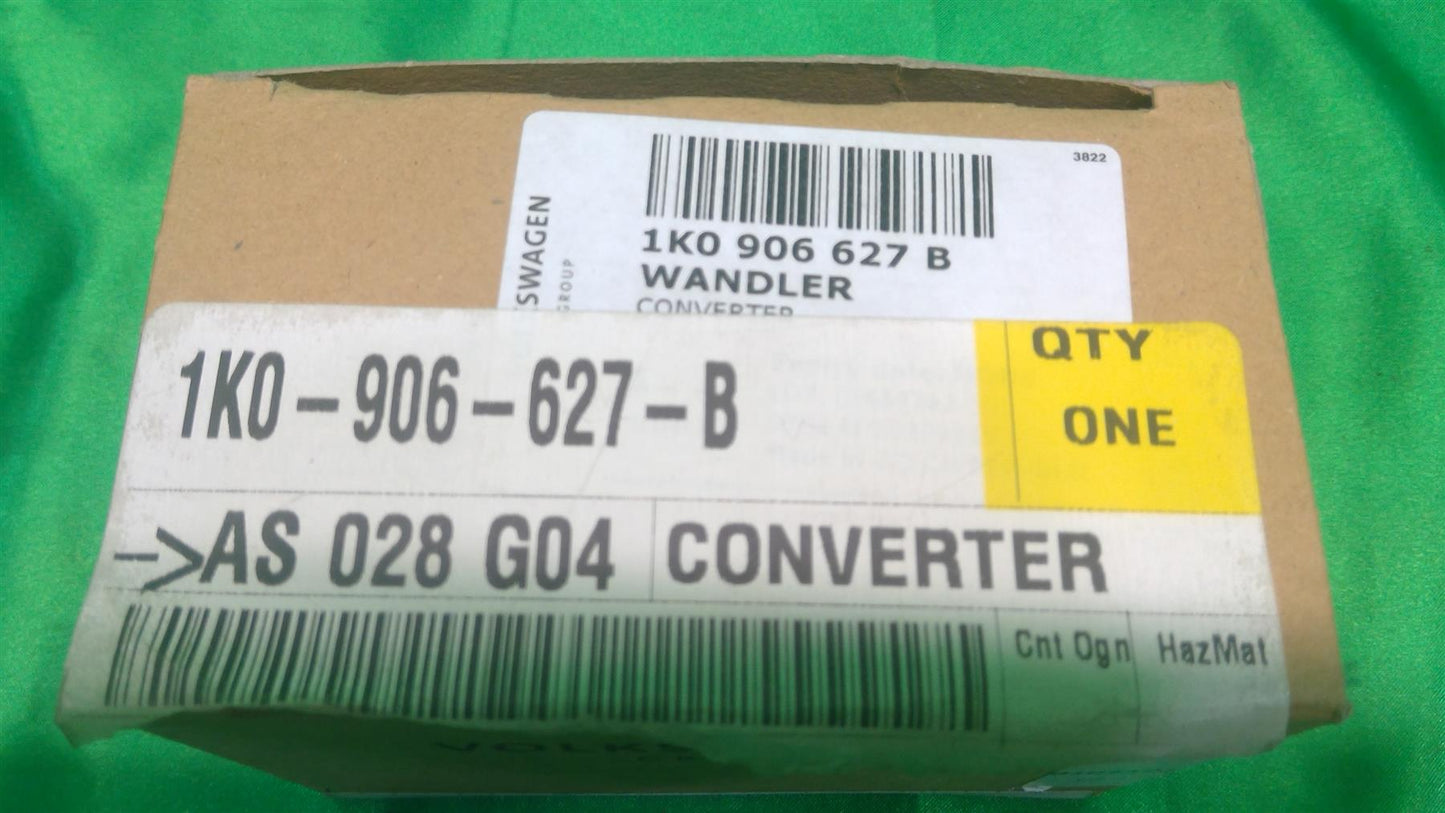 3822
1K0 906 627 B
WANDLER
CONVERTER
SWAGEN
GROUP
1K0-906-627-B
QTY
ONE
->AS 028 G04
CONVERTER
Cnt Ogn
HazMat
VOLKS